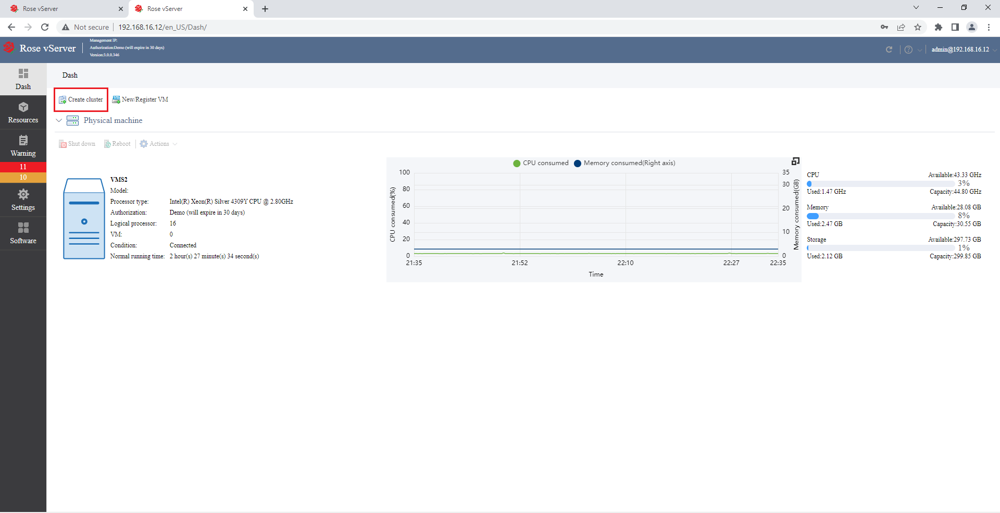 Rose vServer
Rose vServer
Not secure
192.168.16.12/en_US/Dash/
Rose vServer
Management IP:
Authorization:Demo (will expire in 30 days)
Version:3.0.0.346
admin@192.168.16.12
Dash
Resources
Warning
11
10
Settings
Software
Dash
Create cluster
New/Register VM
Physical machine
Shut down
Reboot
Actions
VMS2
Model:
Processor type: Intel(R) Xeon(R) Silver 4309Y CPU @ 2.80GHz
Authorization: Demo (will expire in 30 days)
Logical processor: 16
VM: 0
Condition: Connected
Normal running time: 2 hour(s) 27 minute(s) 34 second(s)
CPU consumed
Memory consumed(Right axis)
CPU consumed(%)
100
80
60
40
20
0
35
30
20
10
0
Memory consumed(GB)
21:35
21:52
22:10
22:27
22:35
Time
CPU Available:43.33 GHz
3%
Used:1.47 GHz Capacity:44.80 GHz
Memory Available:28.08 GB
8%
Used:2.47 GB Capacity:30.55 GB
Storage Available:297.73 GB
1%
Used:2.12 GB Capacity:299.85 GB